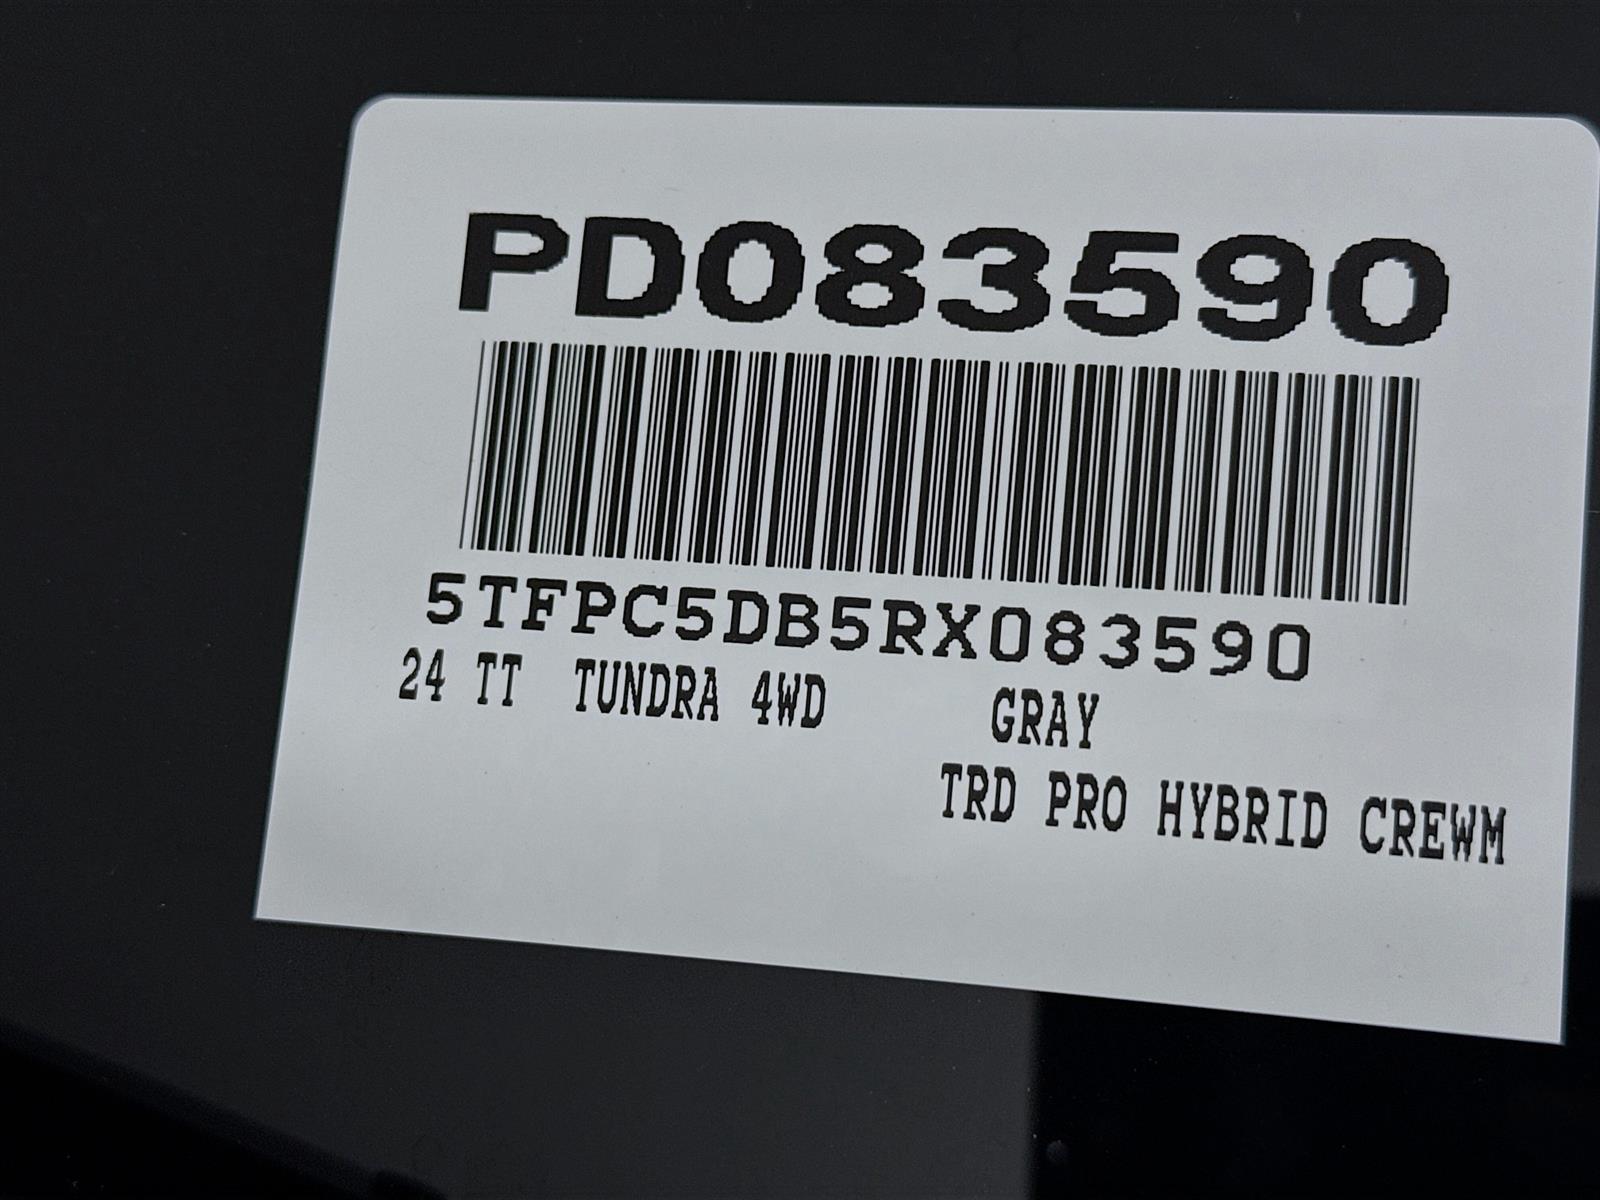 PD083590
5TFPC5DB5RX083590
24 TT TUNDRA 4WD GRAY
TRD PRO HYBRID CREWM